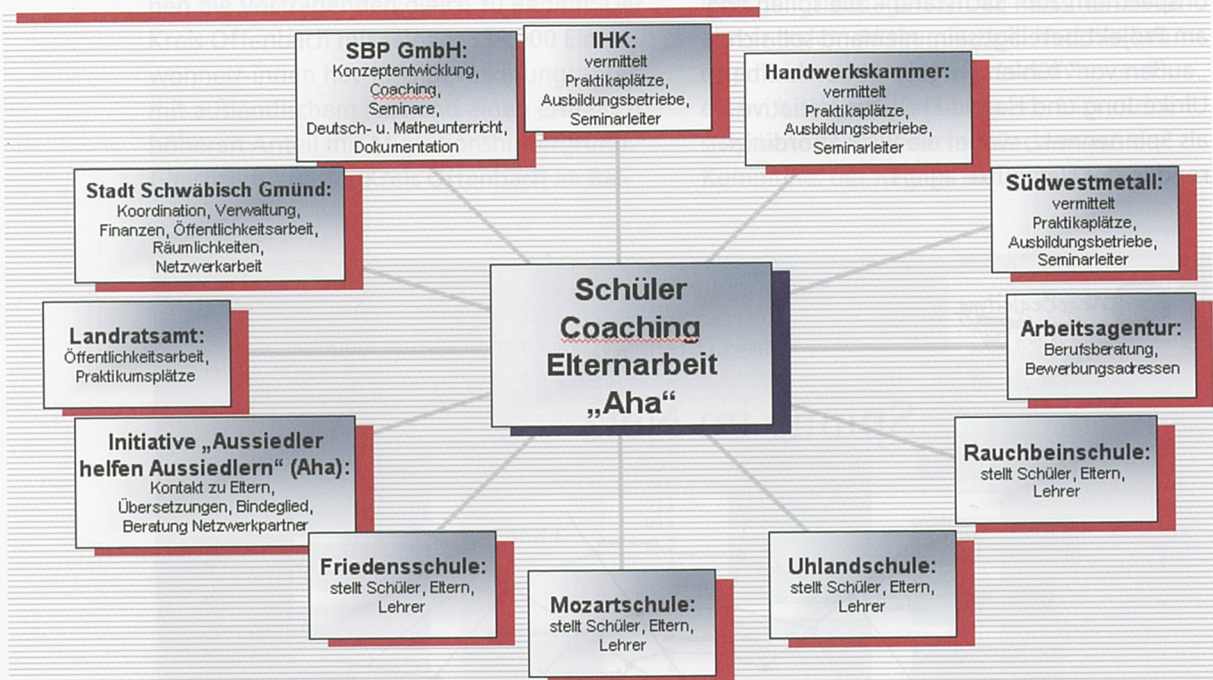 SBP GmbH:
Konzeptentwicklung,
Coaching,
Seminare,
Deutsch- u. Matheunterricht,
Dokumentation
IHK:
vermittelt
Praktikaplätze,
Ausbildungsbetriebe,
Seminarleiter
Handwerkskammer:
vermittelt
Praktikaplätze,
Ausbildungsbetriebe,
Seminarleiter
Stadt Schwäbisch Gmünd:
Koordination, Verwaltung,
Finanzen, Öffentlichkeitsarbeit,
Räumlichkeiten,
Netzwerkarbeit
Südwestmetall:
vermittelt
Praktikaplätze,
Ausbildungsbetriebe,
Seminarleiter
Schüler
Coaching
Elternarbeit
„Aha“
Landratsamt:
Öffentlichkeitsarbeit,
Praktikumsplätze
Arbeitsagentur:
Berufsberatung,
Bewerbungsadressen
Initiative „Aussiedler
helfen Aussiedlern“ (Aha):
Kontakt zu Eltern,
Übersetzungen, Bindeglied,
Beratung Netzwerkpartner
Rauchbeinschule:
stellt Schüler, Eltern,
Lehrer
Friedensschule:
stellt Schüler, Eltern,
Lehrer
Mozartschule:
stellt Schüler, Eltern,
Lehrer
Uhlandschule:
stellt Schüler, Eltern,
Lehrer